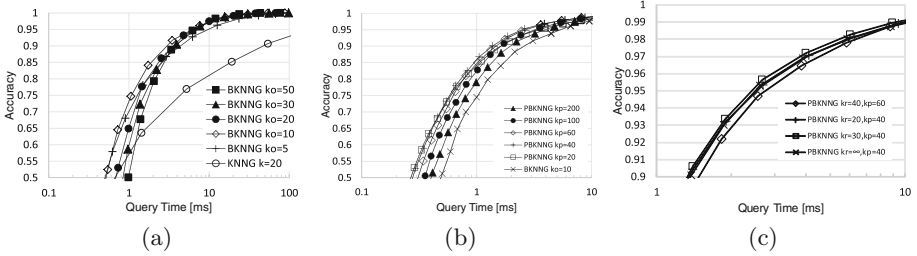 1
0.95
0.9
0.85
0.8
0.75
0.7
0.65
0.6
0.55
0.5
Accuracy
BKNNG ko=50
BKNNG ko=30
BKNNG ko=20
BKNNG ko=10
BKNNG ko=5
KNNG k=20
0.1 1 10 100
Query Time [ms]
(a)
1
0.95
0.9
0.85
0.8
0.75
0.7
0.65
0.6
0.55
0.5
Accuracy
PBKNNG kp=200
PBKNNG kp=100
PBKNNG kp=60
PBKNNG kp=40
PBKNNG kp=20
BKNNG ko=10
0.1 1 10
Query Time [ms]
(b)
0.99
0.98
0.97
0.96
0.95
0.94
0.93
0.92
0.91
0.9
Accuracy
PBKNNG kr=40,kp=60
PBKNNG kr=20,kp=40
PBKNNG kr=30,kp=40
PBKNNG kr=∞,kp=40
1 10
Query Time [ms]
(c)